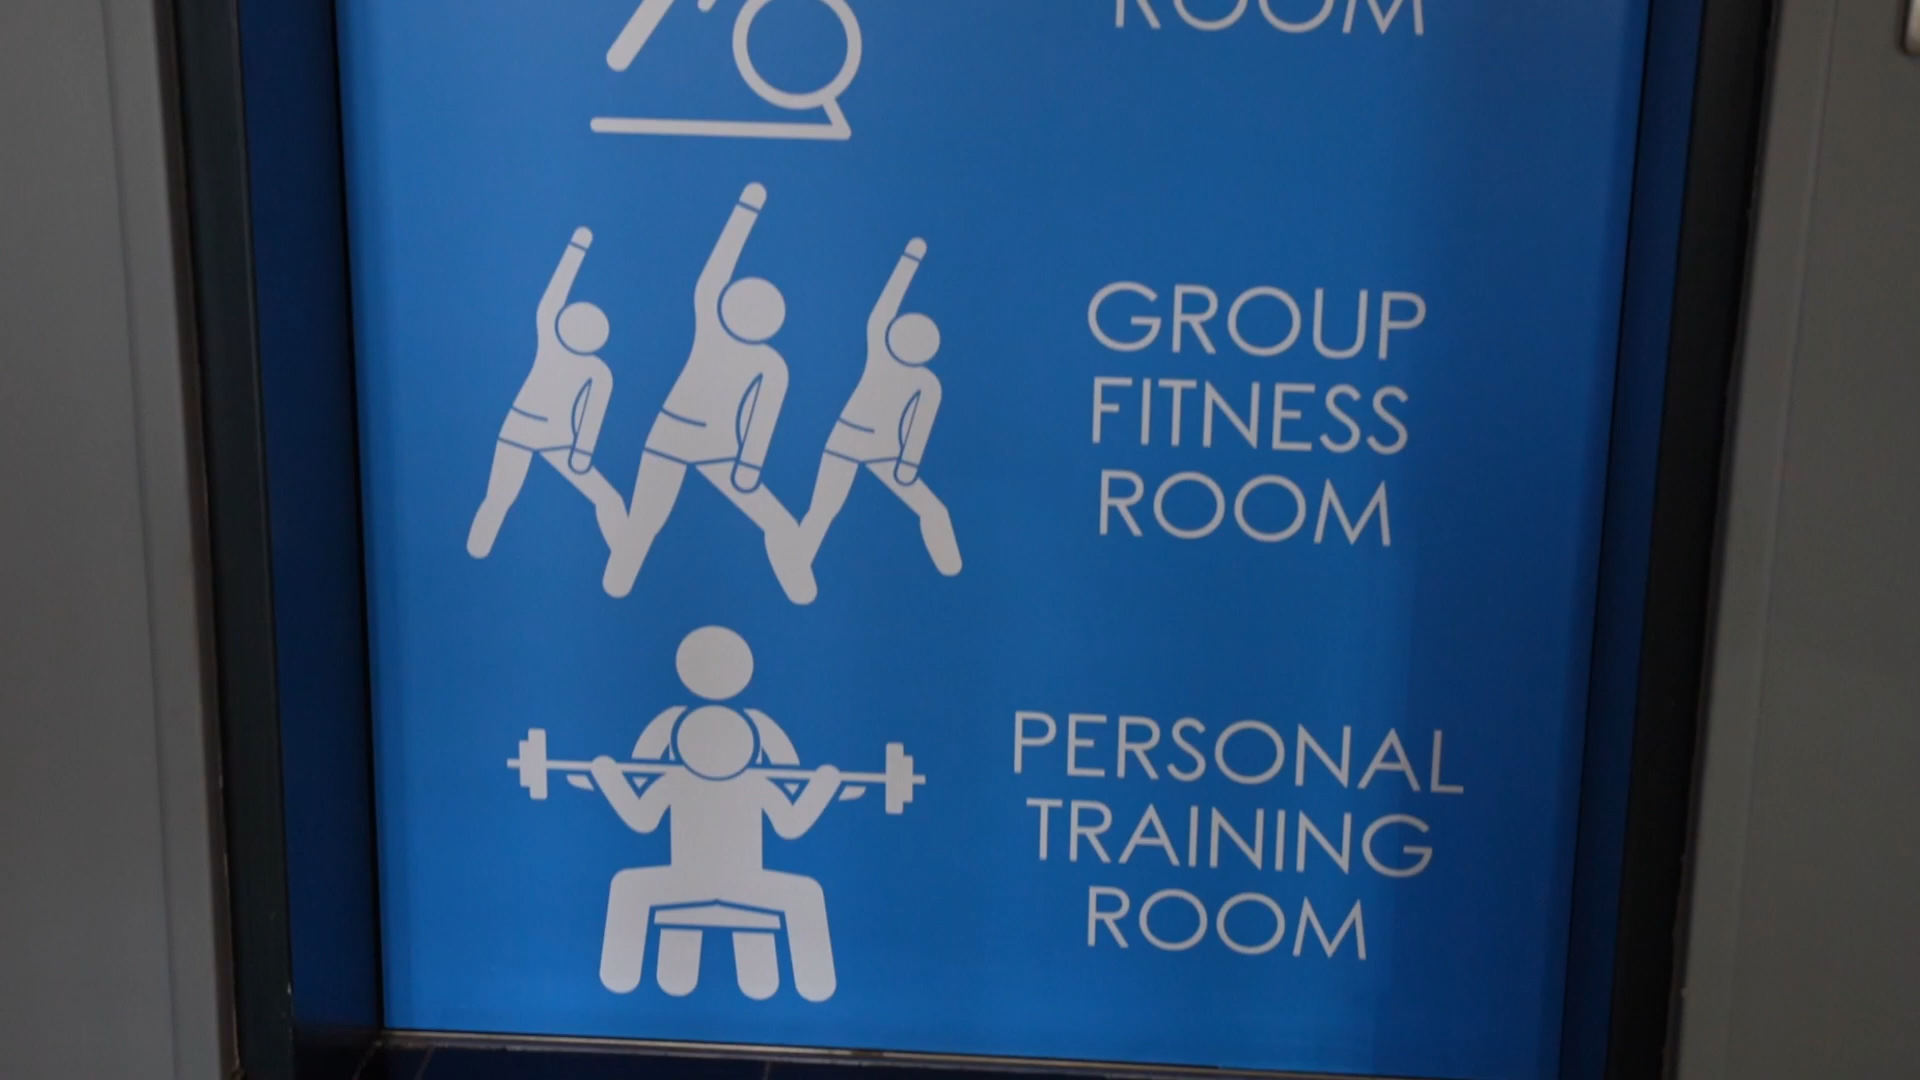 ROOM
GROUP
FITNESS
ROOM
PERSONAL
TRAINING
ROOM